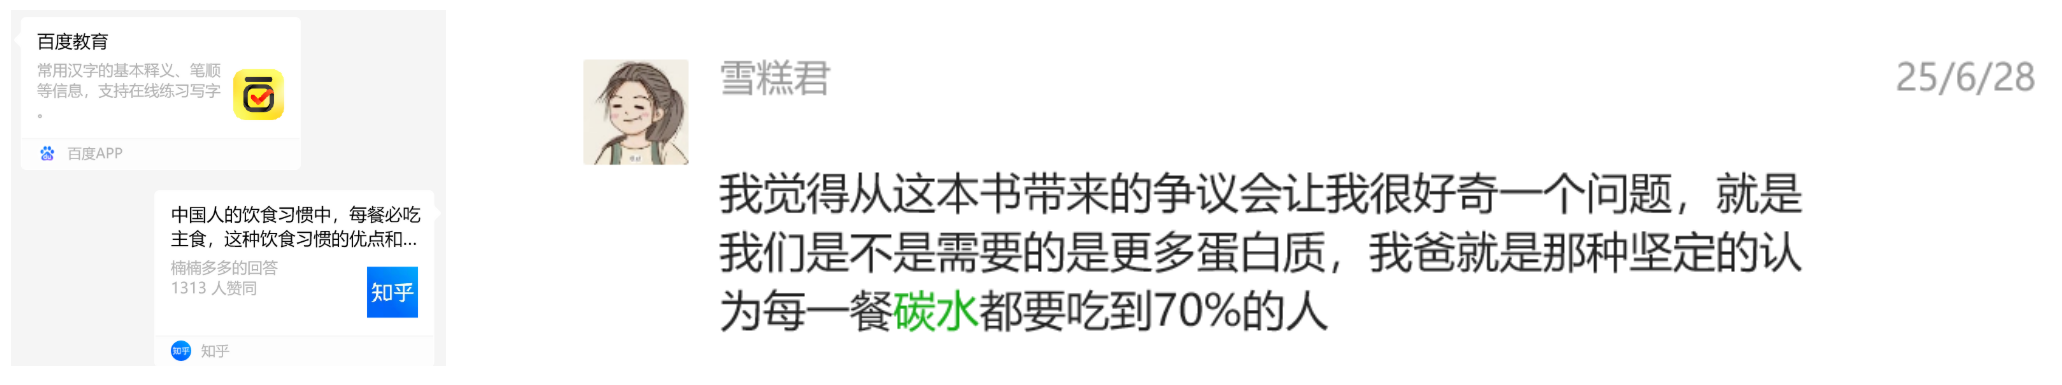 百度教育
常用汉字的基本释义、笔顺
等信息，支持在线练习写字
。
百度APP
中国人的饮食习惯中，每餐必吃
主食，这种饮食习惯的优点和...
楠楠多多的回答
1313 人赞同
知乎
知乎
知乎
雪糕君
25/6/28
我觉得从这本书带来的争议会让我很好奇一个问题，就是
我们是不是需要的是更多蛋白质，我爸就是那种坚定的认
为每一餐碳水都要吃到70%的人